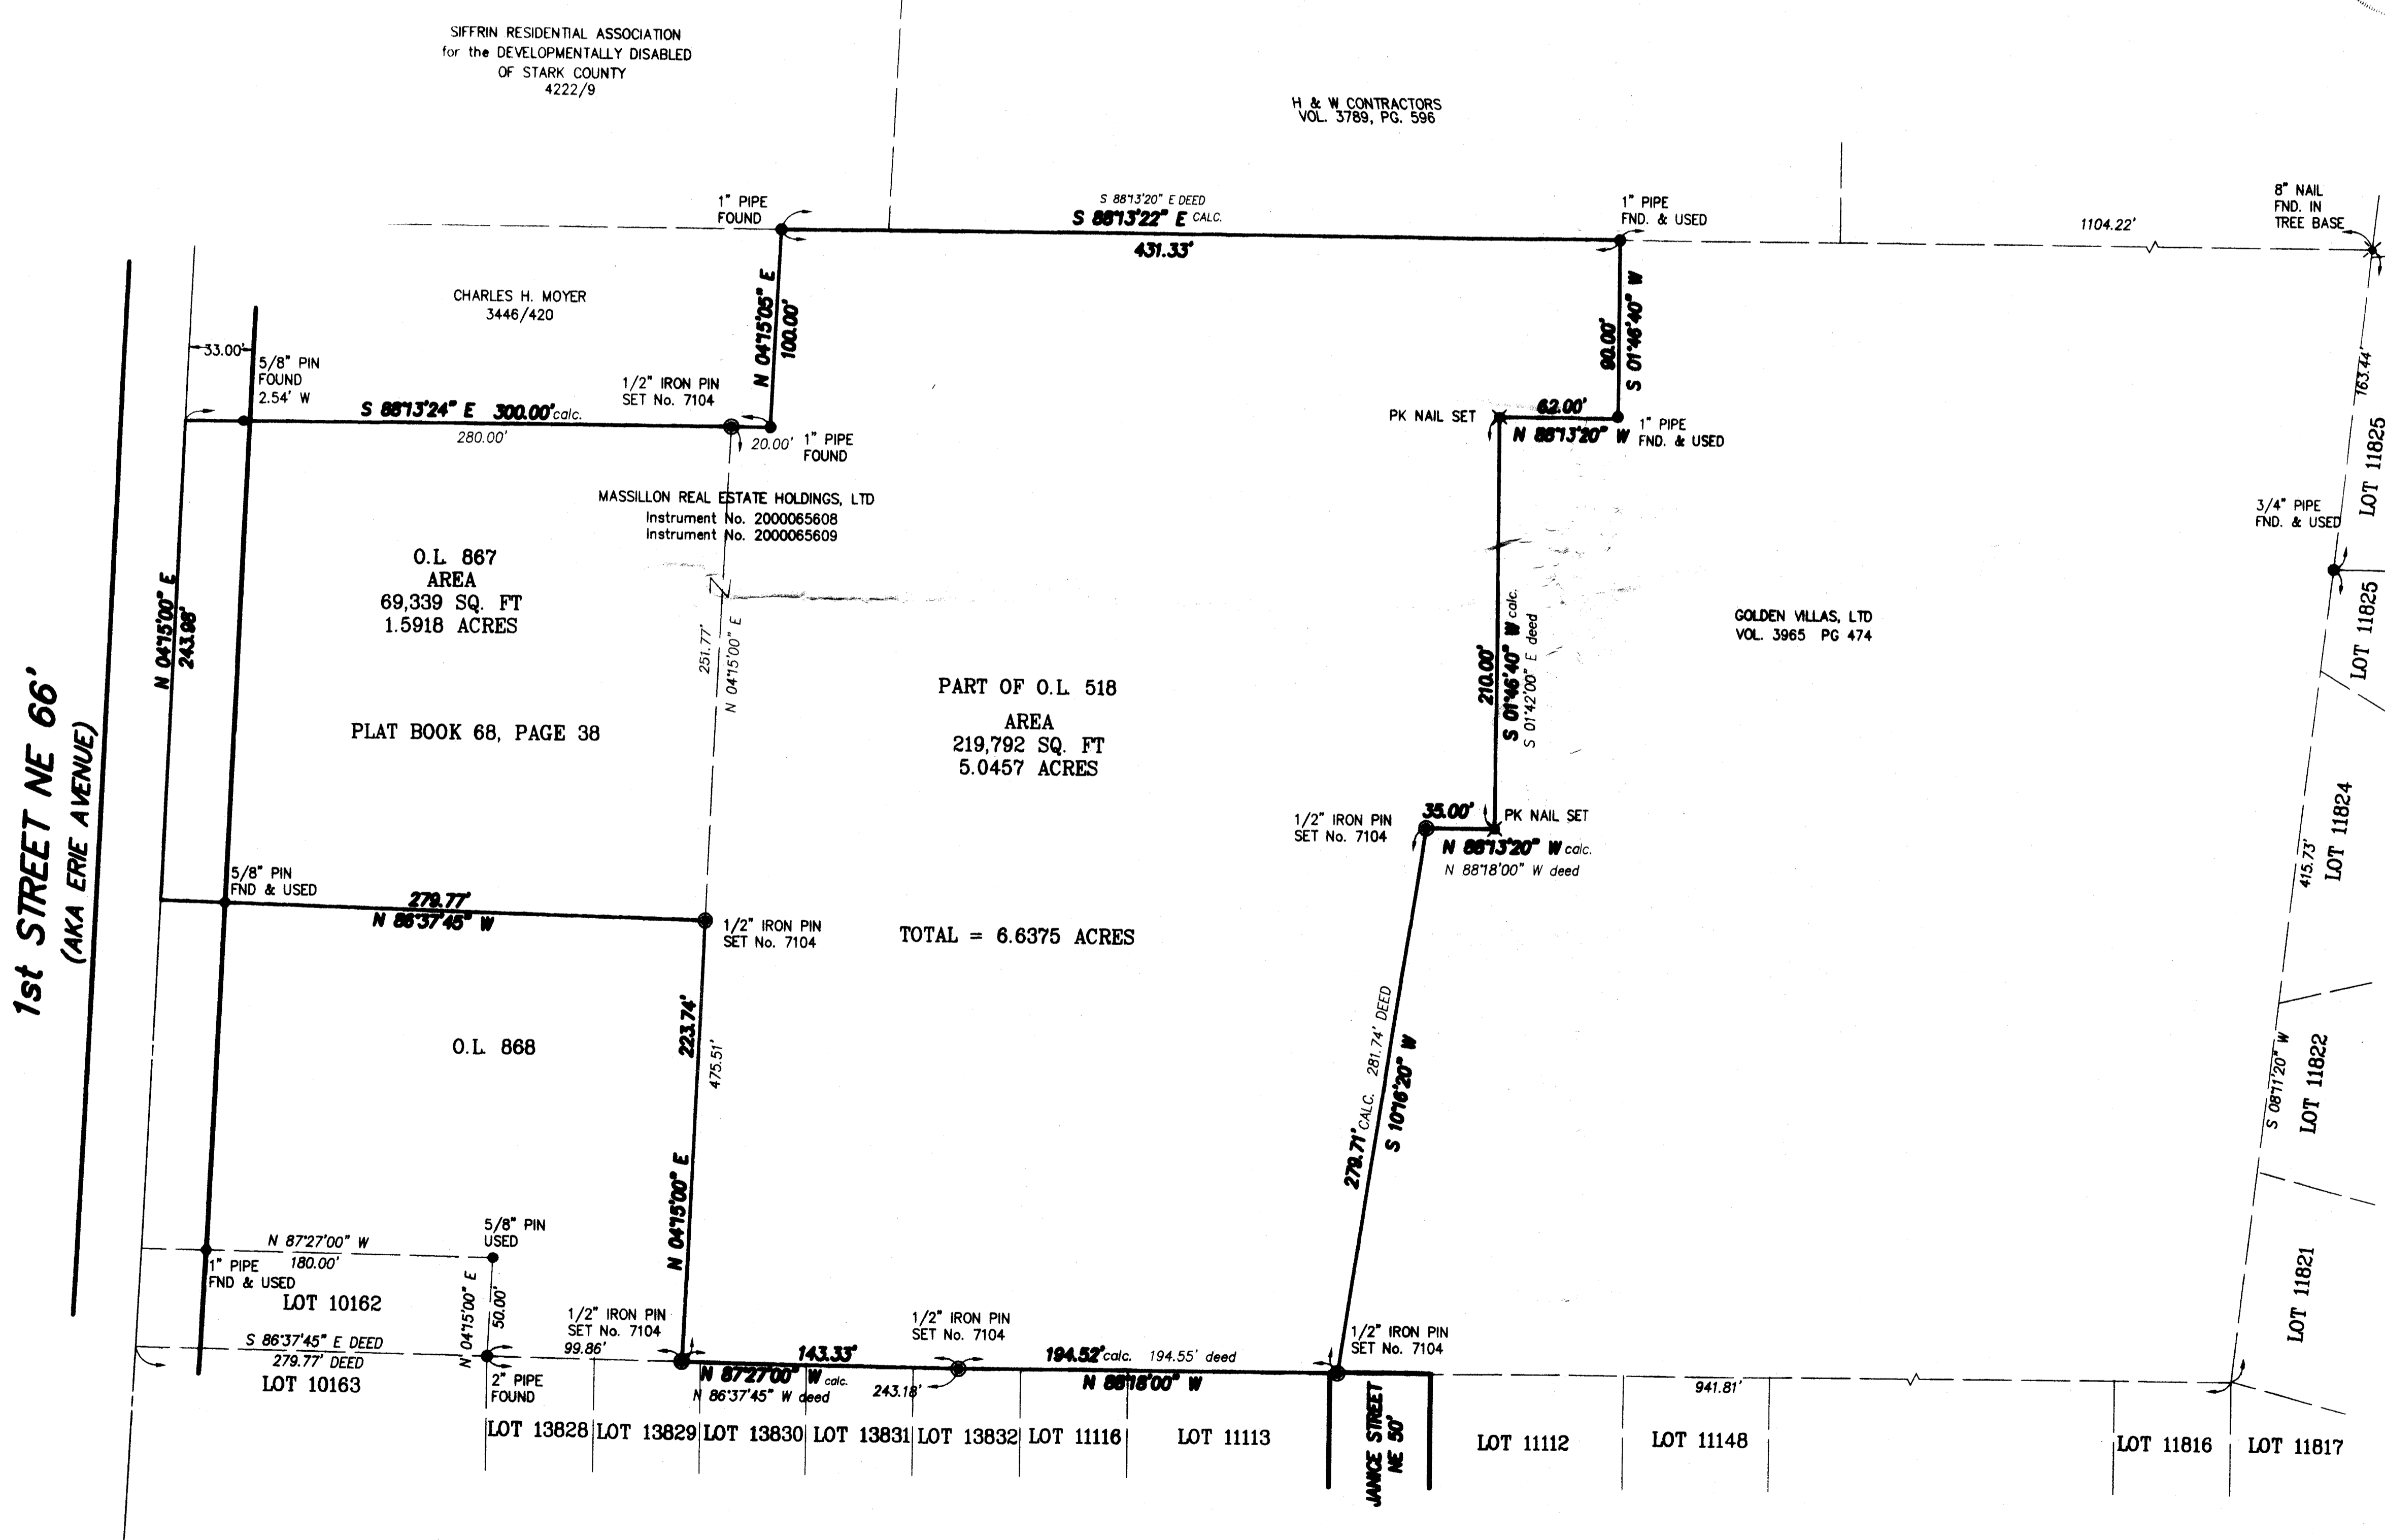 SIFFRIN RESIDENTIAL ASSOCIATION
for the DEVELOPMENTALLY DISABLED
OF STARK COUNTY
4222/9
H & W CONTRACTORS
VOL. 3789, PG. 596
1" PIPE
FOUND
S 88°13'20" E DEED
S 88°13'22" E CALC.
431.33'
1" PIPE
FND. & USED
1104.22'
8" NAIL
FND. IN
TREE BASE
CHARLES H. MOYER
3446/420
N 04°15'05" E
100.00'
90.00'
S 01°46'40" W
33.00'
5/8" PIN
FOUND
2.54' W
1/2" IRON PIN
SET No. 7104
S 88°13'24" E 300.00' calc.
280.00'
20.00'
1" PIPE
FOUND
PK NAIL SET
62.00'
N 88°13'20" W
1" PIPE
FND. & USED
163.44'
LOT 11825
MASSILLON REAL ESTATE HOLDINGS, LTD
Instrument No. 2000065608
Instrument No. 2000065609
3/4" PIPE
FND. & USED
O.L. 867
AREA
69,339 SQ. FT
1.5918 ACRES
N 04°15'00" E
243.98'
251.77'
N 04°15'00" E
210.00'
S 01°46'40" W calc.
S 01°42'00" E deed
GOLDEN VILLAS, LTD
VOL. 3965 PG 474
LOT 11825
PLAT BOOK 68, PAGE 38
PART OF O.L. 518
AREA
219,792 SQ. FT
5.0457 ACRES
1st STREET NE 66'
(AKA ERIE AVENUE)
1/2" IRON PIN
SET No. 7104
35.00'
PK NAIL SET
N 88°13'20" W calc.
N 88°18'00" W deed
415.73'
LOT 11824
5/8" PIN
FND & USED
279.77'
N 86°37'45" W
1/2" IRON PIN
SET No. 7104
TOTAL = 6.6375 ACRES
O.L. 868
223.74'
475.51'
N 04°15'00" E
279.71' CALC. 281.74' DEED
S 10°16'20" W
S 08°11'20" W
LOT 11822
N 87°27'00" W
180.00'
5/8" PIN
USED
1" PIPE
FND & USED
LOT 10162
N 04°15'00" E
50.00'
S 86°37'45" E DEED
279.77' DEED
LOT 10163
2" PIPE
FOUND
1/2" IRON PIN
SET No. 7104
99.86'
143.33'
N 87°27'00" W calc.
N 86°37'45" W deed
243.18'
1/2" IRON PIN
SET No. 7104
194.52' calc. 194.55' deed
N 88°18'00" W
1/2" IRON PIN
SET No. 7104
941.81'
LOT 11821
LOT 13828
LOT 13829
LOT 13830
LOT 13831
LOT 13832
LOT 11116
LOT 11113
JANICE STREET
NE 50'
LOT 11112
LOT 11148
LOT 11816
LOT 11817